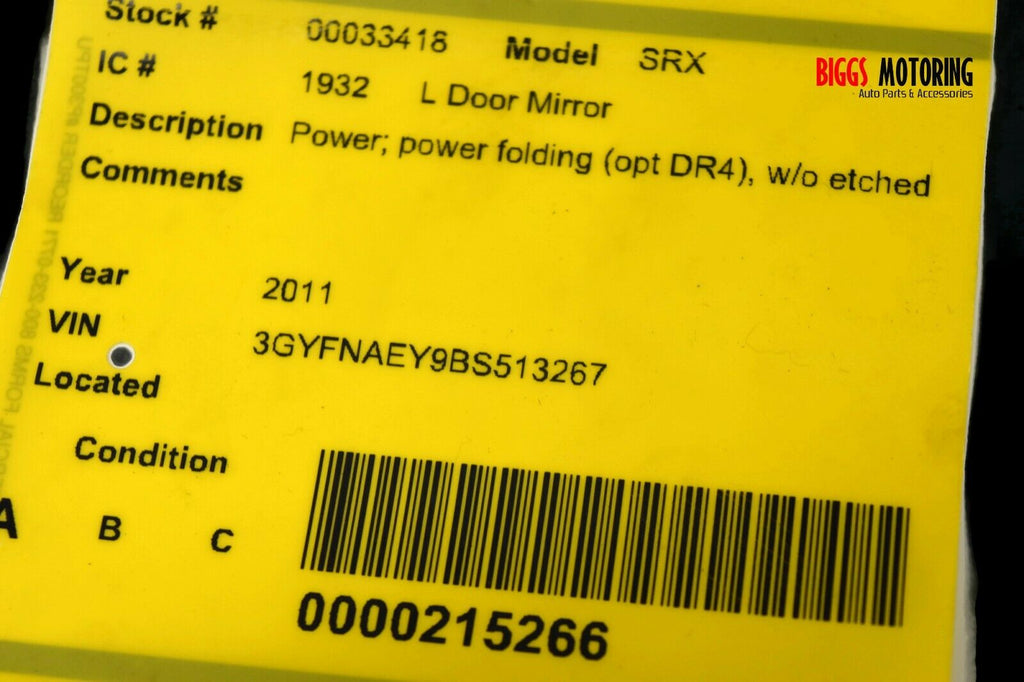 Stock # 00033418 Model SRX
IC # 1932 L Door Mirror
Description Power; power folding (opt DR4), w/o etched
Comments
Year 2011
VIN 3GYFNAEY9BS513267
Located
Condition
A B C
0000215266
BIGGS MOTORING
Auto Parts & Accessories